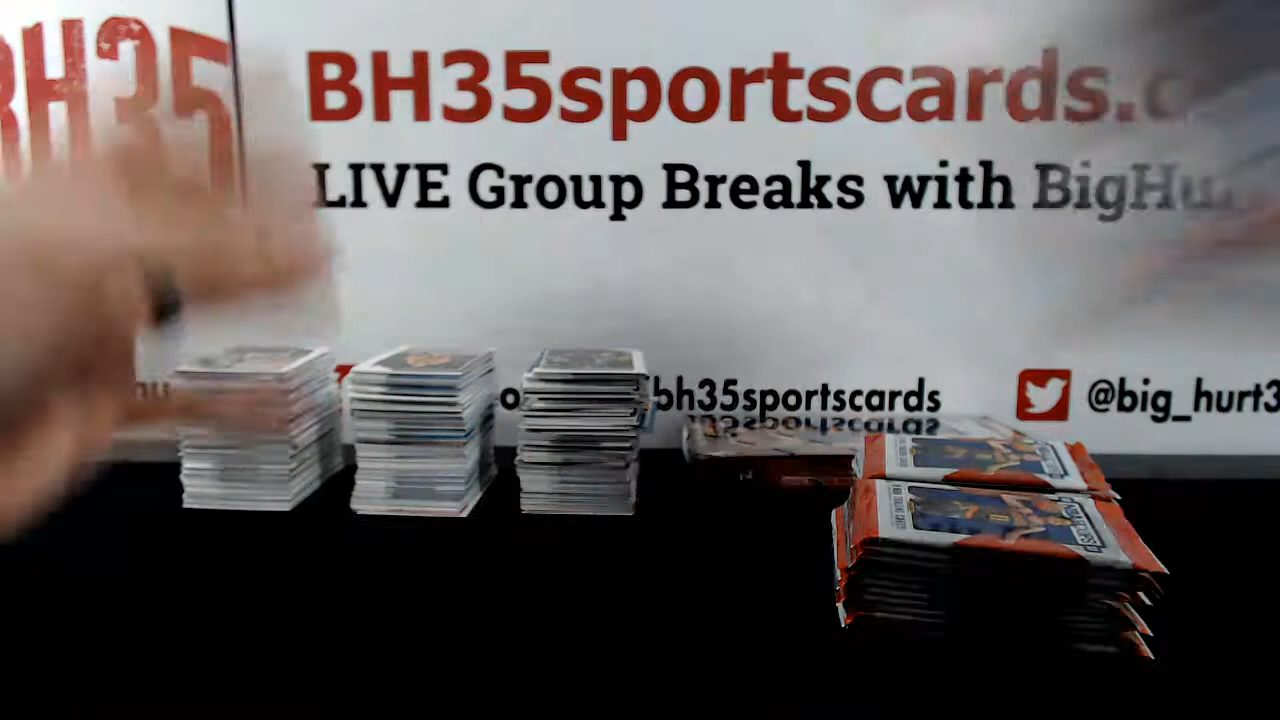 BH35
BH35sportscards.
LIVE Group Breaks with BigHu
bh35sportscards
@big_hurt3